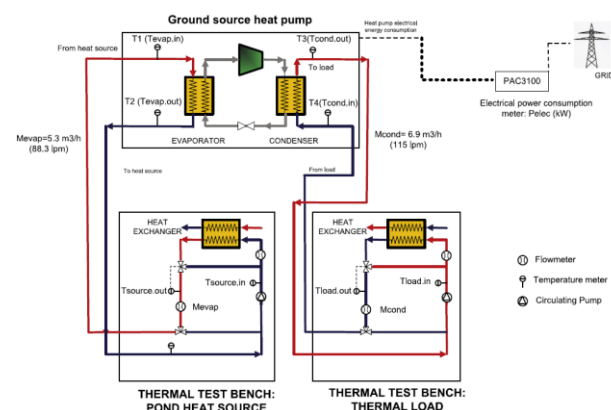 Ground source heat pump
Heat pump electrical
energy consumption
T1 (Tevap.in)
T3(Tcond.out)
From heat source
To load
GRID
PAC3100
T2 (Tevap.out)
T4(Tcond.in)
Electrical power consumption
meter: Pelec (kW)
Mevap=5.3 m3/h
(88.3 lpm)
Mcond= 6.9 m3/h
(115 lpm)
EVAPORATOR
CONDENSER
To heat source
From load
HEAT
EXCHANGER
HEAT
EXCHANGER
Flowmeter
Temperature meter
Circulating Pump
Tsource.in
Tsource.out
Mevap
Tload.in
Tload.out
Mcond
THERMAL TEST BENCH:
POND HEAT SOURCE
THERMAL TEST BENCH:
THERMAL LOAD